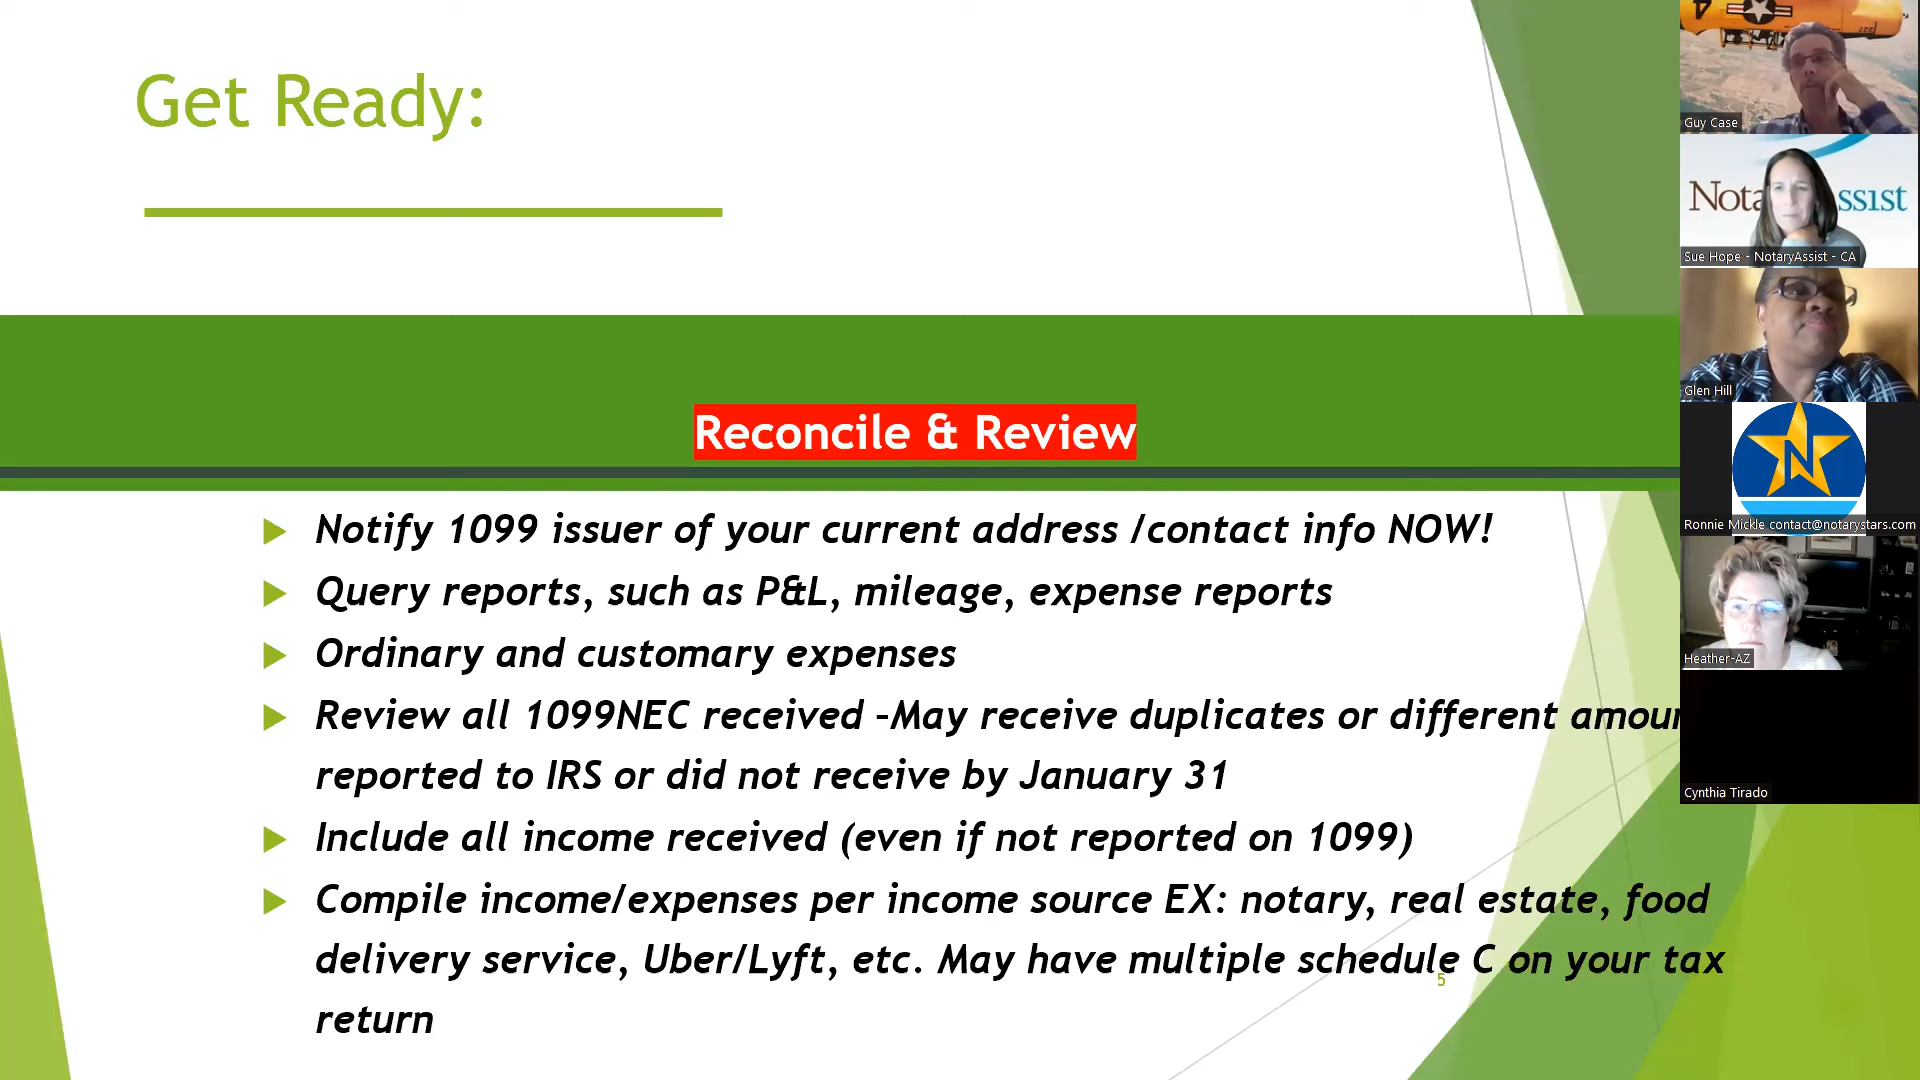 Get Ready:
Reconcile & Review
Notify 1099 issuer of your current address /contact info NOW!
Query reports, such as P&L, mileage, expense reports
Ordinary and customary expenses
Review all 1099NEC received –May receive duplicates or different amour
reported to IRS or did not receive by January 31
Include all income received (even if not reported on 1099)
Compile income/expenses per income source EX: notary, real estate, food
delivery service, Uber/Lyft, etc. May have multiple schedule C on your tax
return
5
4
Guy Case
Nota ssist
Sue Hope - NotaryAssist - CA
Glen Hill
N
Ronnie Mickle contact@notarystars.com
Heather-AZ
Cynthia Tirado